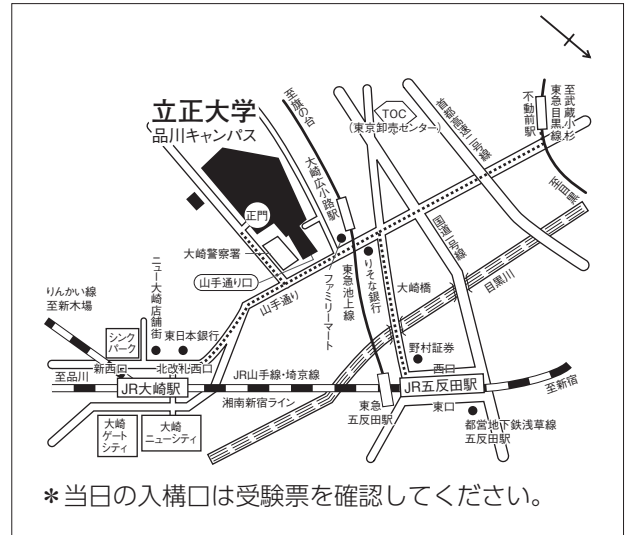 立正大学
品川キャンパス
正門
大崎警察署
山手通り口
山手通り
至旗の台
大崎広小路駅
TOC
(東京卸売センター)
首都高速二号線
不動前駅
東急目黒線
至武蔵小杉
至目黒
国道一号線
目黒川
大崎橋
りそな銀行
東急池上線
ファミリーマート
ニュー大崎店舗街
東日本銀行
りんかい線
至新木場
シンク
パーク
新西口
北改札西口
至品川
JR大崎駅
JR山手線・埼京線
湘南新宿ライン
野村証券
西口
JR五反田駅
東口
至新宿
東急
五反田駅
都営地下鉄浅草線
五反田駅
大崎
ゲート
シティ
大崎
ニューシティ
＊当日の入構口は受験票を確認してください。